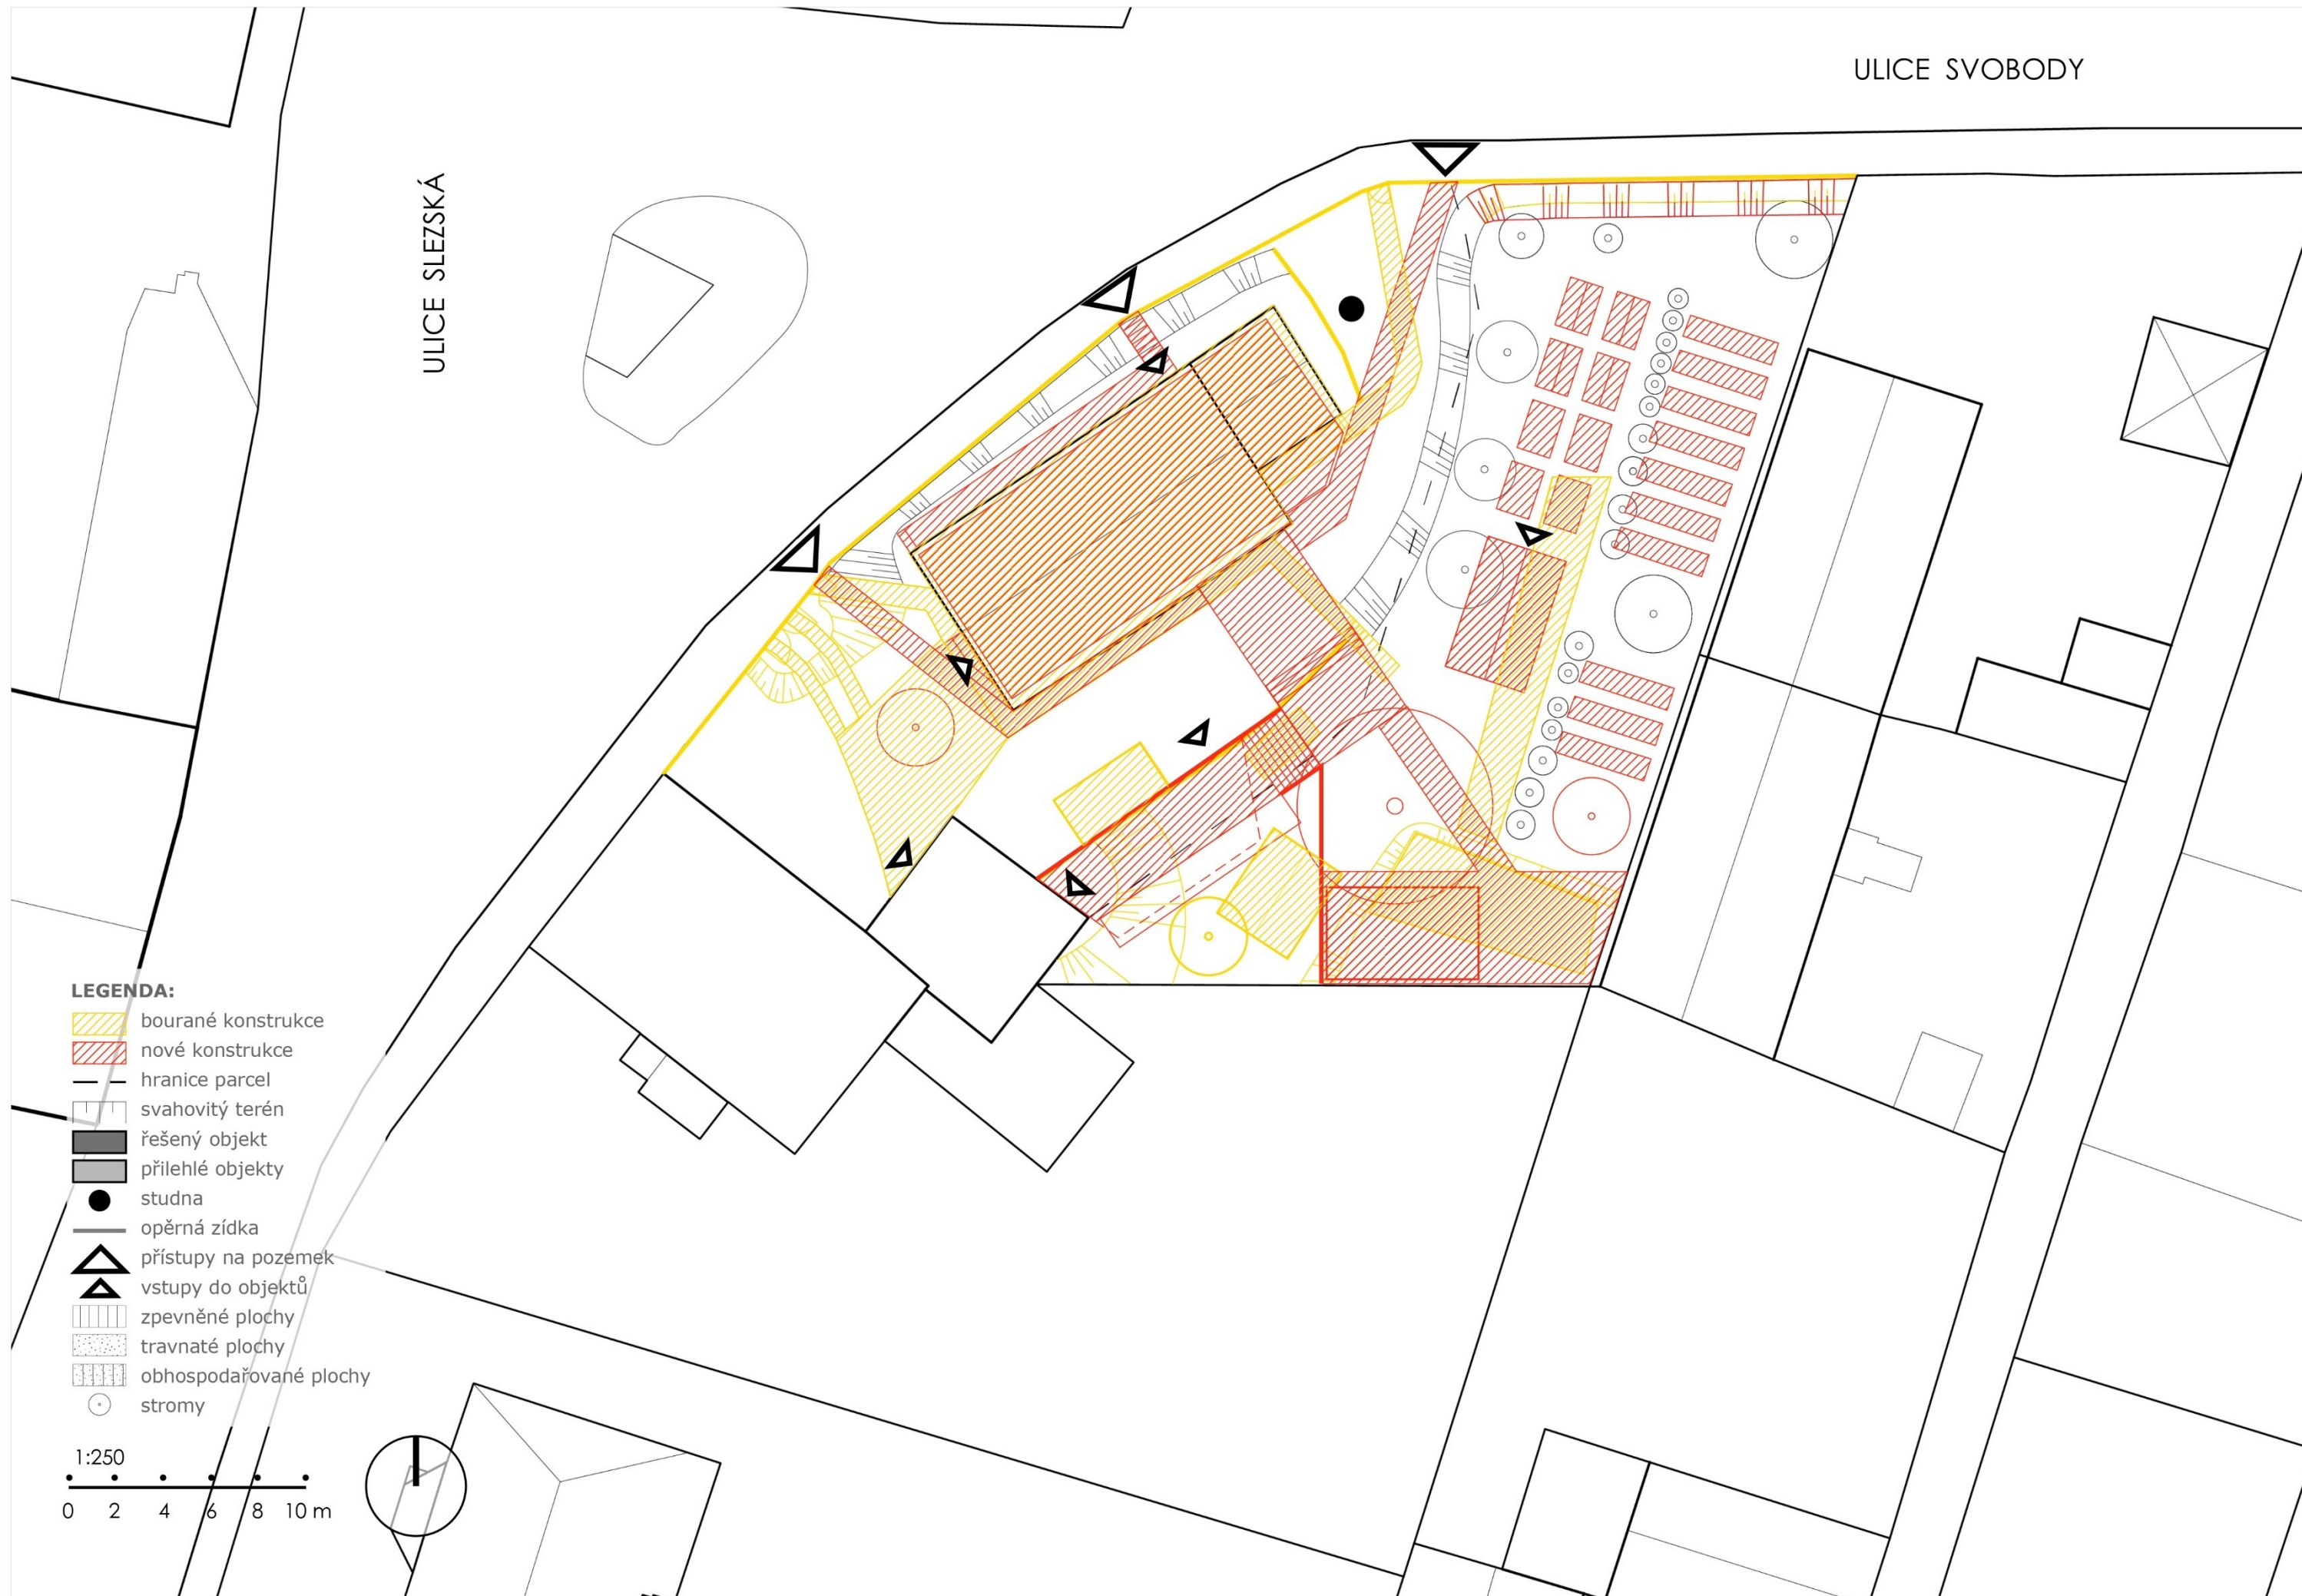 ULICE SVOBODY
ULICE SLEZSKÁ
LEGENDA:
bourané konstrukce
nové konstrukce
hranice parcel
svahovitý terén
řešený objekt
přilehlé objekty
studna
opěrná zídka
přístupy na pozemek
vstupy do objektů
zpevněné plochy
travnaté plochy
obhospodařované plochy
stromy
1:250
0 2 4 6 8 10 m